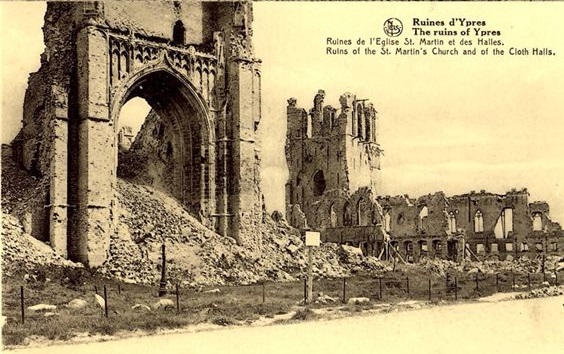 Ruines d'Ypres
The ruins of Ypres
Ruines de l'Eglise St. Martin et des Halles.
Ruins of the St. Martin's Church and of the Cloth Halls.